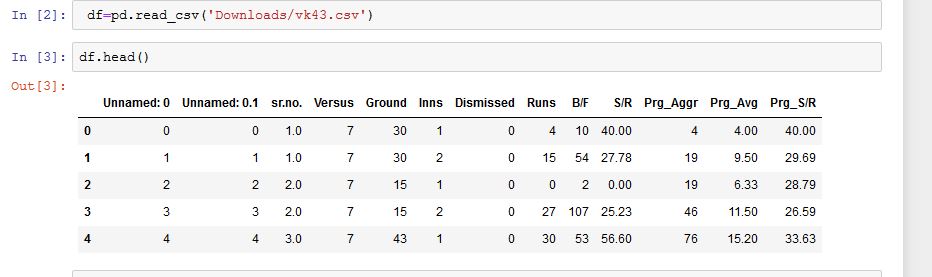 In [2]: df=pd.read_csv('Downloads/vk43.csv')
In [3]: df.head()
Out[3]:
Unnamed: 0 Unnamed: 0.1 sr.no. Versus Ground Inns Dismissed Runs B/F S/R Prg_Aggr Prg_Avg Prg_S/R
0 0 0 1.0 7 30 1 0 4 10 40.00 4 4.00 40.00
1 1 1 1.0 7 30 2 0 15 54 27.78 19 9.50 29.69
2 2 2 2.0 7 15 1 0 0 2 0.00 19 6.33 28.79
3 3 3 2.0 7 15 2 0 27 107 25.23 46 11.50 26.59
4 4 4 3.0 7 43 1 0 30 53 56.60 76 15.20 33.63